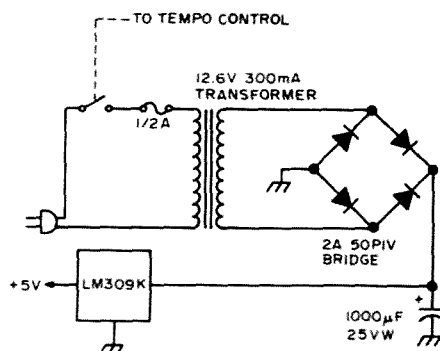 TO TEMPO CONTROL
12.6V 300mA
TRANSFORMER
1/2A
2A 50PIV
BRIDGE
+5V
LM309K
+
1000µF
25VW